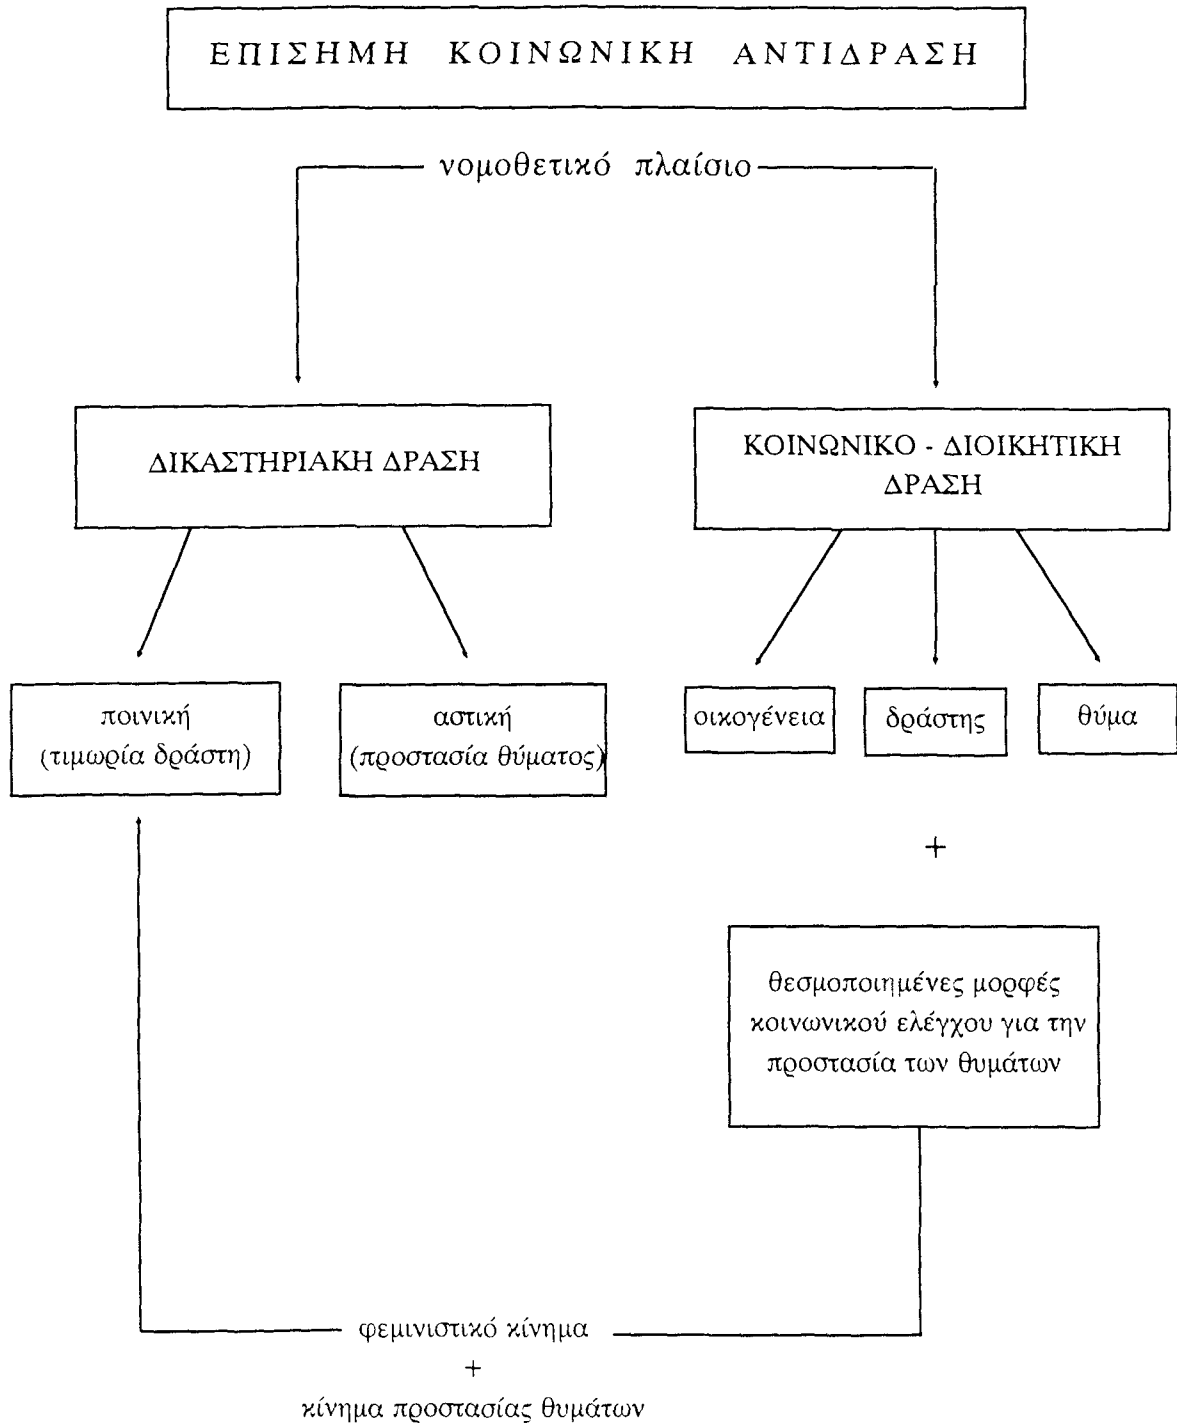 ΕΠΙΣΗΜΗ ΚΟΙΝΩΝΙΚΗ ΑΝΤΙΔΡΑΣΗ
νομοθετικό πλαίσιο
ΔΙΚΑΣΤΗΡΙΑΚΗ ΔΡΑΣΗ
ΚΟΙΝΩΝΙΚΟ - ΔΙΟΙΚΗΤΙΚΗ
ΔΡΑΣΗ
ποινική
(τιμωρία δράστη)
αστική
(προστασία θύματος)
οικογένεια
δράστης
θύμα
+
θεσμοποιημένες μορφές
κοινωνικού ελέγχου για την
προστασία των θυμάτων
φεμινιστικό κίνημα
+
κίνημα προστασίας θυμάτων